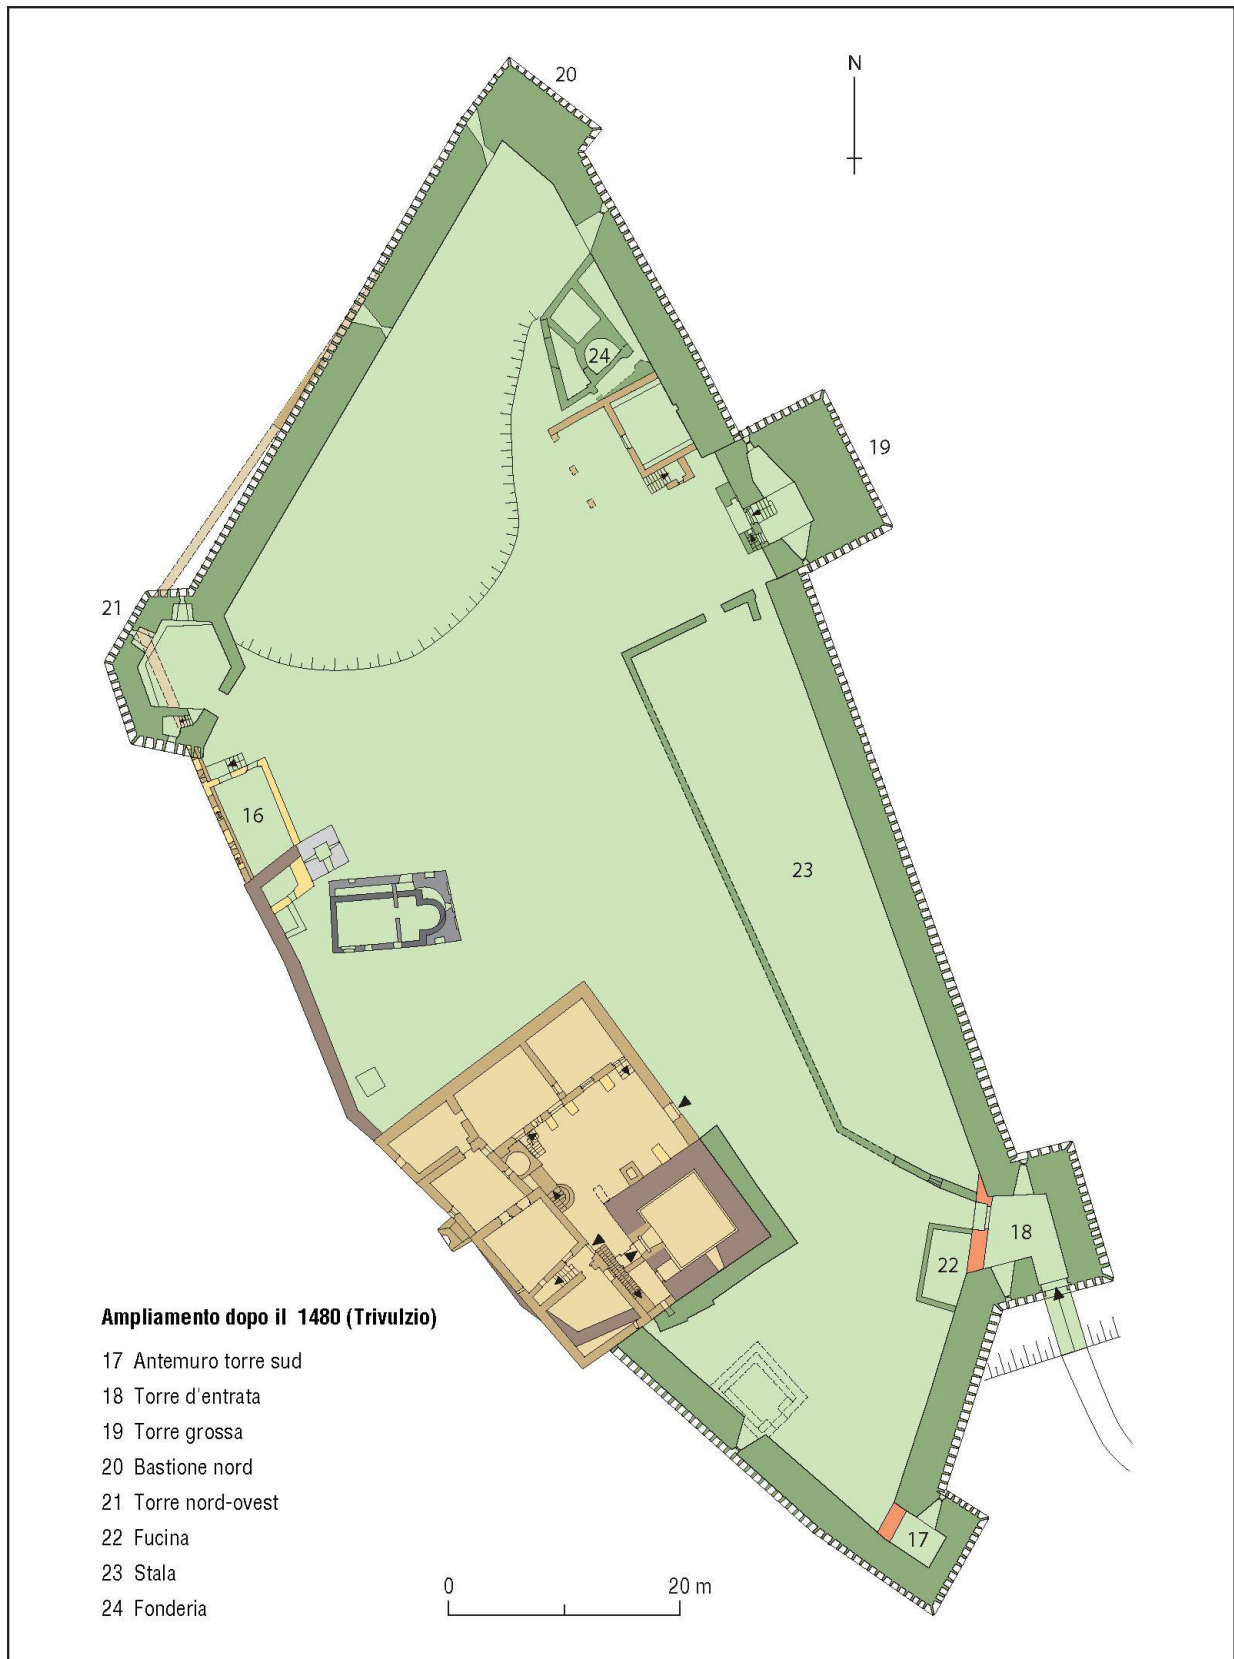 20
N
24
19
21
16
23
18
22
Ampliamento dopo il 1480 (Trivulzio)
17 Antemuro torre sud
18 Torre d'entrata
19 Torre grossa
20 Bastione nord
21 Torre nord-ovest
22 Fucina
23 Stala
24 Fonderia
17
0 20 m